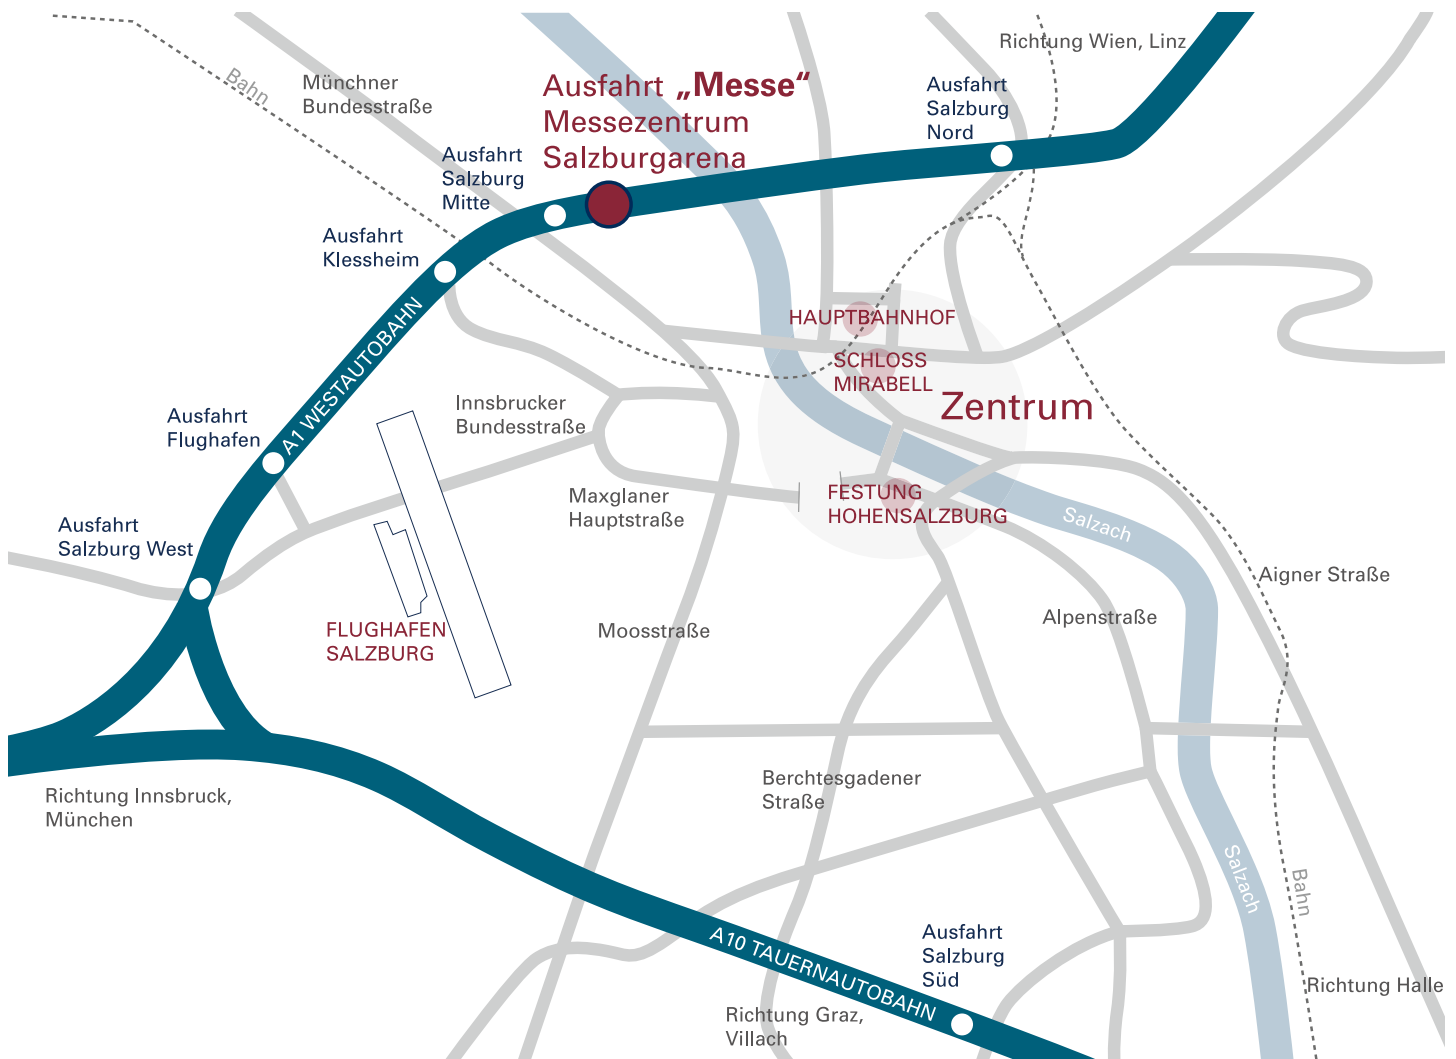 Richtung Wien, Linz
Bahn
Münchner
Bundesstraße
Ausfahrt „Messe“
Messezentrum
Salzburgarena
Ausfahrt
Salzburg
Nord
Ausfahrt
Salzburg
Mitte
Ausfahrt
Klessheim
A1 WESTAUTOBAHN
HAUPTBAHNHOF
SCHLOSS
MIRABELL
Zentrum
Innsbrucker
Bundesstraße
Ausfahrt
Flughafen
Maxglaner
Hauptstraße
FESTUNG
HOHENSALZBURG
Salzach
Ausfahrt
Salzburg West
Aigner Straße
Alpenstraße
FLUGHAFEN
SALZBURG
Moosstraße
Berchtesgadener
Straße
Richtung Innsbruck,
München
Salzach
Bahn
A10 TAUERNAUTOBAHN
Ausfahrt
Salzburg
Süd
Richtung Halle
Richtung Graz,
Villach